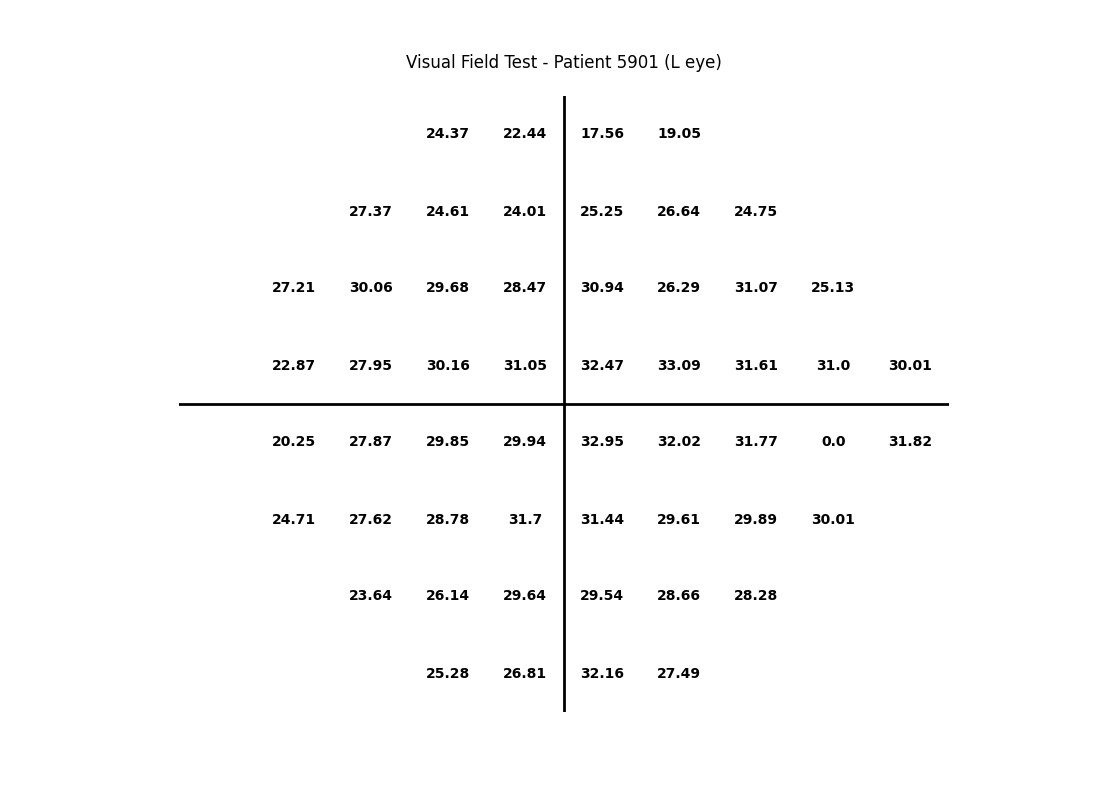 Visual Field Test - Patient 5901 (L eye)
24.37 22.44 17.56 19.05
27.37 24.61 24.01 25.25 26.64 24.75
27.21 30.06 29.68 28.47 30.94 26.29 31.07 25.13
22.87 27.95 30.16 31.05 32.47 33.09 31.61 31.0 30.01
20.25 27.87 29.85 29.94 32.95 32.02 31.77 0.0 31.82
24.71 27.62 28.78 31.7 31.44 29.61 29.89 30.01
23.64 26.14 29.64 29.54 28.66 28.28
25.28 26.81 32.16 27.49